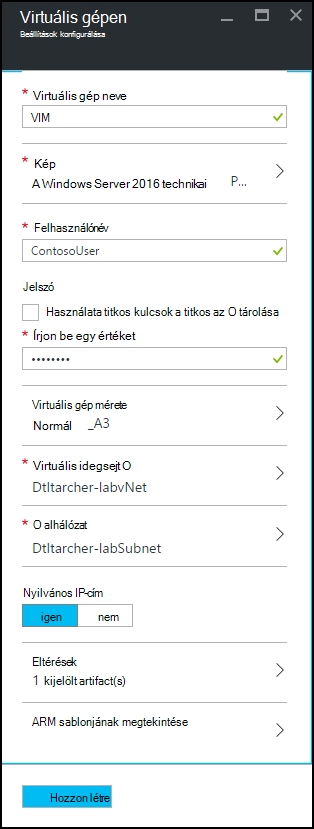 Virtuális gépen
Beállítások konfigurálása
* Virtuális gép neve
VIM
* Kép
A Windows Server 2016 technikai P...
* Felhasználónév
ContosoUser
Jelszó
Használata titkos kulcsok a titkos az O tárolása
* Írjon be egy értéket
••••••••
Virtuális gép mérete
Normál _A3
* Virtuális idegsejt O
Dtltarcher-labvNet
* O alhálózat
Dtltarcher-labSubnet
Nyilvános IP-cím
igen nem
Eltérések
1 kijelölt artifact(s)
ARM sablonjának megtekintése
Hozzon létre